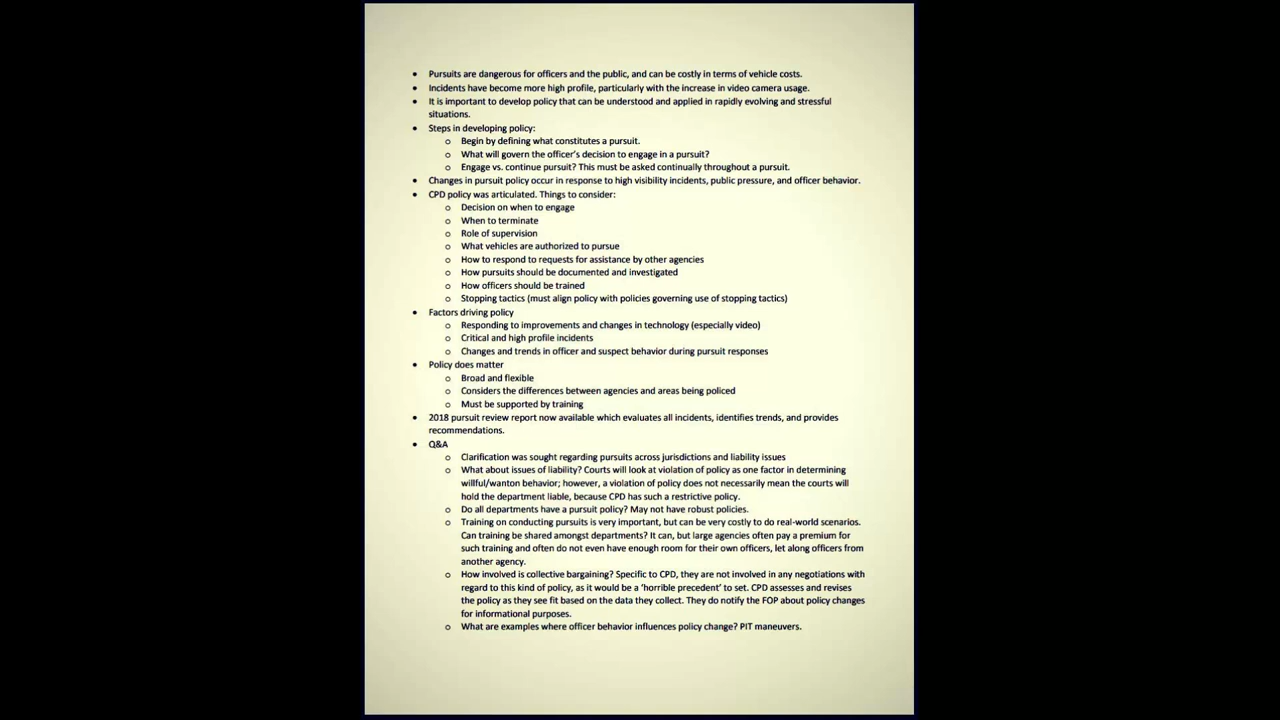 • Pursuits are dangerous for officers and the public, and can be costly in terms of vehicle costs.
• Incidents have become more high profile, particularly with the increase in video camera usage.
• It is important to develop policy that can be understood and applied in rapidly evolving and stressful
situations.
• Steps in developing policy:
o Begin by defining what constitutes a pursuit.
o What will govern the officer's decision to engage in a pursuit?
o Engage vs. continue pursuit? This must be asked continually throughout a pursuit.
• Changes in pursuit policy occur in response to high visibility incidents, public pressure, and officer behavior.
• CPD policy was articulated. Things to consider:
o Decision on when to engage
o When to terminate
o Role of supervision
o What vehicles are authorized to pursue
o How to respond to requests for assistance by other agencies
o How pursuits should be documented and investigated
o How officers should be trained
o Stopping tactics (must align policy with policies governing use of stopping tactics)
• Factors driving policy
o Responding to improvements and changes in technology (especially video)
o Critical and high profile incidents
o Changes and trends in officer and suspect behavior during pursuit responses
• Policy does matter
o Broad and flexible
o Considers the differences between agencies and areas being policed
o Must be supported by training
• 2018 pursuit review report now available which evaluates all incidents, identifies trends, and provides
recommendations.
• Q&A
o Clarification was sought regarding pursuits across jurisdictions and liability issues
o What about issues of liability? Courts will look at violation of policy as one factor in determining
willful/wanton behavior; however, a violation of policy does not necessarily mean the courts will
hold the department liable, because CPD has such a restrictive policy.
o Do all departments have a pursuit policy? May not have robust policies.
o Training on conducting pursuits is very important, but can be very costly to do real-world scenarios.
Can training be shared amongst departments? It can, but large agencies often pay a premium for
such training and often do not even have enough room for their own officers, let along officers from
another agency.
o How involved is collective bargaining? Specific to CPD, they are not involved in any negotiations with
regard to this kind of policy, as it would be a 'horrible precedent' to set. CPD assesses and revises
the policy as they see fit based on the data they collect. They do notify the FOP about policy changes
for informational purposes.
o What are examples where officer behavior influences policy change? PIT maneuvers.